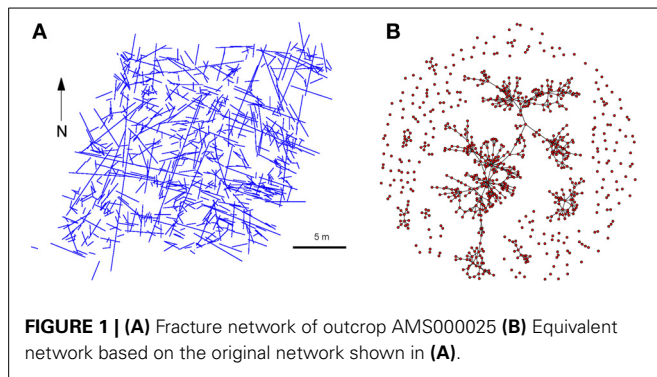 A
B
N
5 m
FIGURE 1 | (A) Fracture network of outcrop AMS000025 (B) Equivalent
network based on the original network shown in (A).